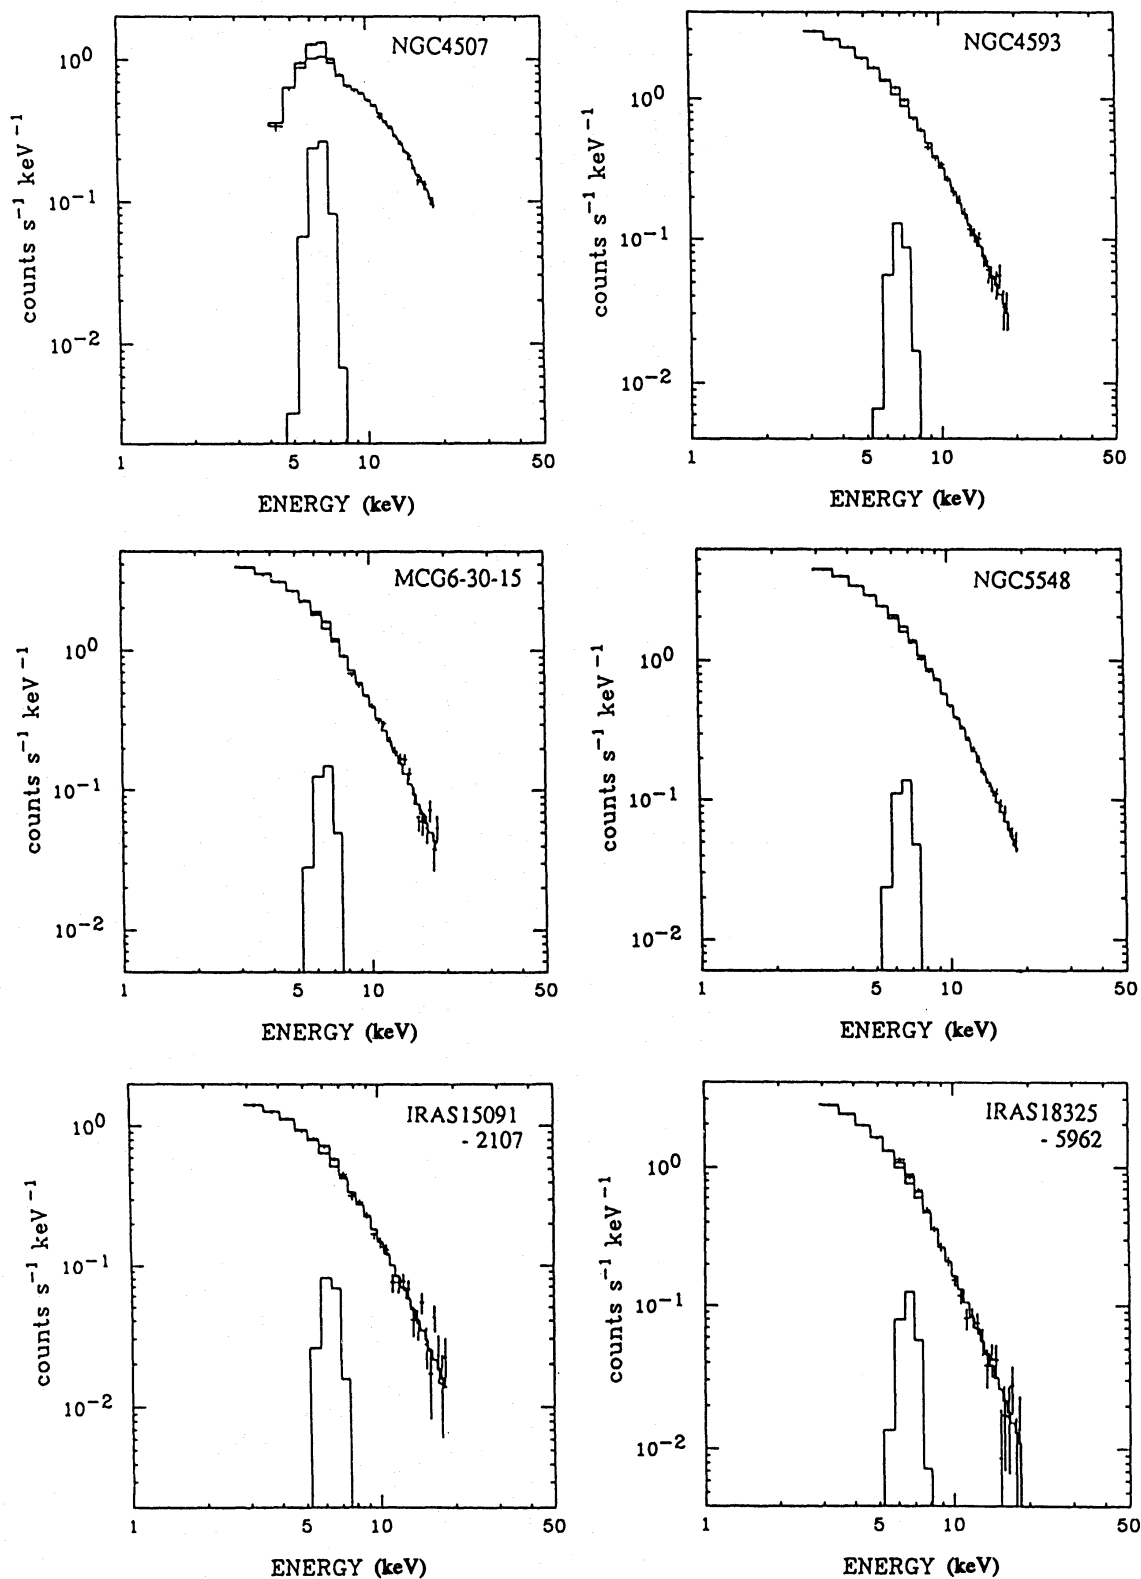 NGC4507
10⁰
10⁻¹
10⁻²
counts s⁻¹ keV⁻¹
1 5 10 50
ENERGY (keV)
NGC4593
10⁰
10⁻¹
10⁻²
counts s⁻¹ keV⁻¹
1 5 10 50
ENERGY (keV)
MCG6-30-15
10⁰
10⁻¹
10⁻²
counts s⁻¹ keV⁻¹
1 5 10 50
ENERGY (keV)
NGC5548
10⁰
10⁻¹
10⁻²
counts s⁻¹ keV⁻¹
1 5 10 50
ENERGY (keV)
IRAS15091
- 2107
10⁰
10⁻¹
10⁻²
counts s⁻¹ keV⁻¹
1 5 10 50
ENERGY (keV)
IRAS18325
- 5962
10⁰
10⁻¹
10⁻²
counts s⁻¹ keV⁻¹
1 5 10 50
ENERGY (keV)